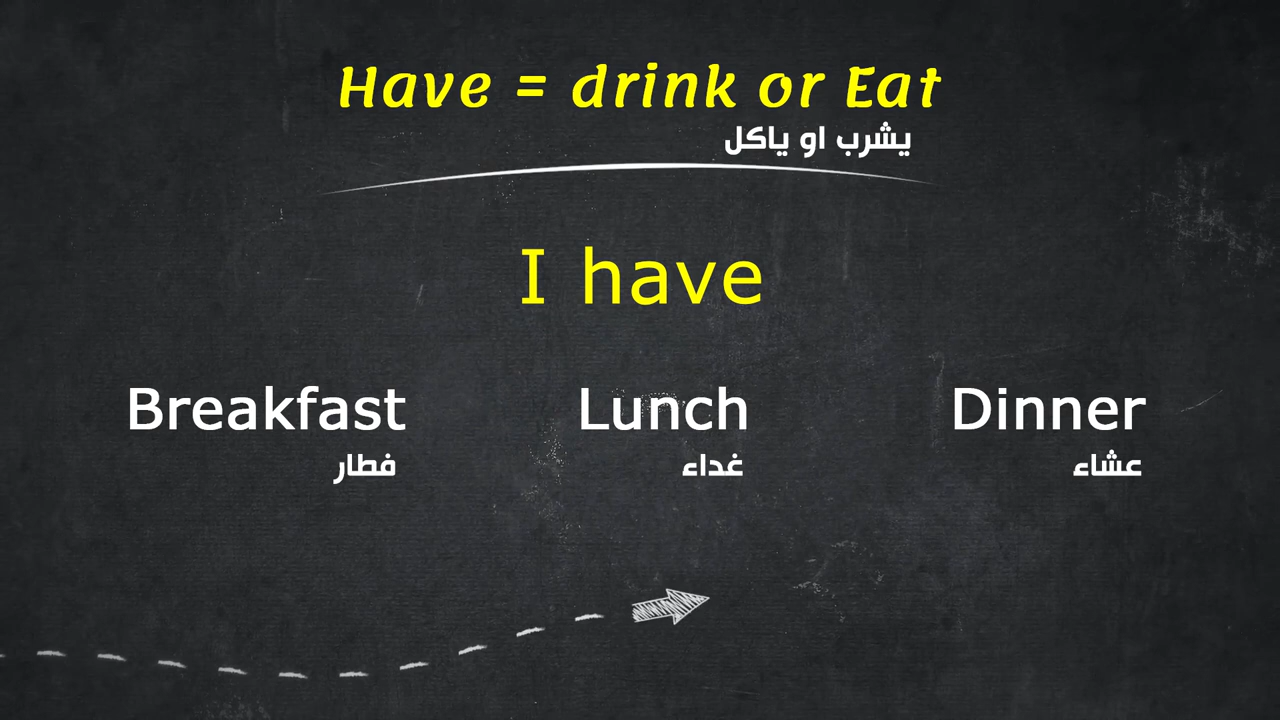 Have = drink or Eat
يشرب او ياكل
I have
Breakfast Lunch Dinner
فطار غداء عشاء